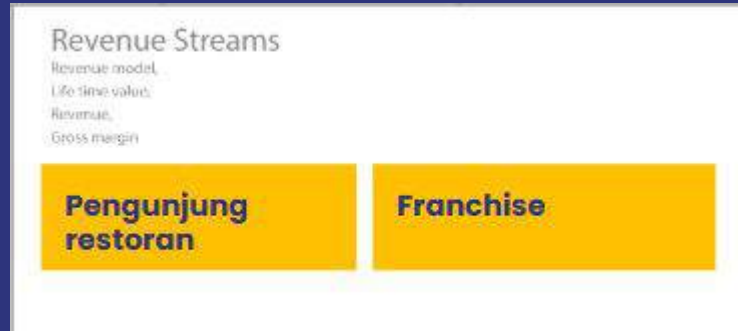 Revenue Streams
Revenue model,
Life time value,
Revenue,
Gross margin
Pengunjung
restoran
Franchise